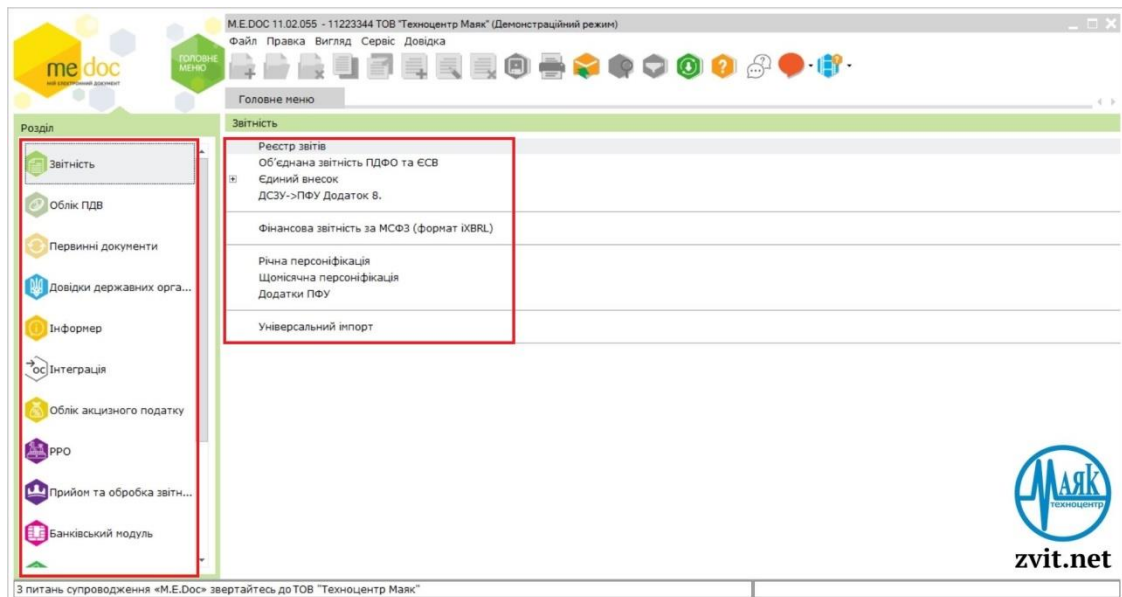 M.E.DOC 11.02.055 - 11223344 ТОВ "Техноцентр Маяк" (Демонстраційний режим)
Файл Правка Вигляд Сервіс Довідка
me doc
мій електронний документ
ГОЛОВНЕ МЕНЮ
Головне меню
Розділ
Звітність
Облік ПДВ
Первинні документи
Довідки державних орга...
Інформер
Інтеграція
Облік акцизного податку
РРО
Прийом та обробка звітн...
Банківський модуль
Звітність
Реєстр звітів
Об'єднана звітність ПДФО та ЄСВ
Єдиний внесок
ДСЗУ->ПФУ Додаток 8.
Фінансова звітність за МСФЗ (формат iXBRL)
Річна персоніфікація
Щомісячна персоніфікація
Додатки ПФУ
Універсальний імпорт
Маяк
техноцентр
zvit.net
З питань супроводження «M.E.Doc» звертайтесь до ТОВ "Техноцентр Маяк"